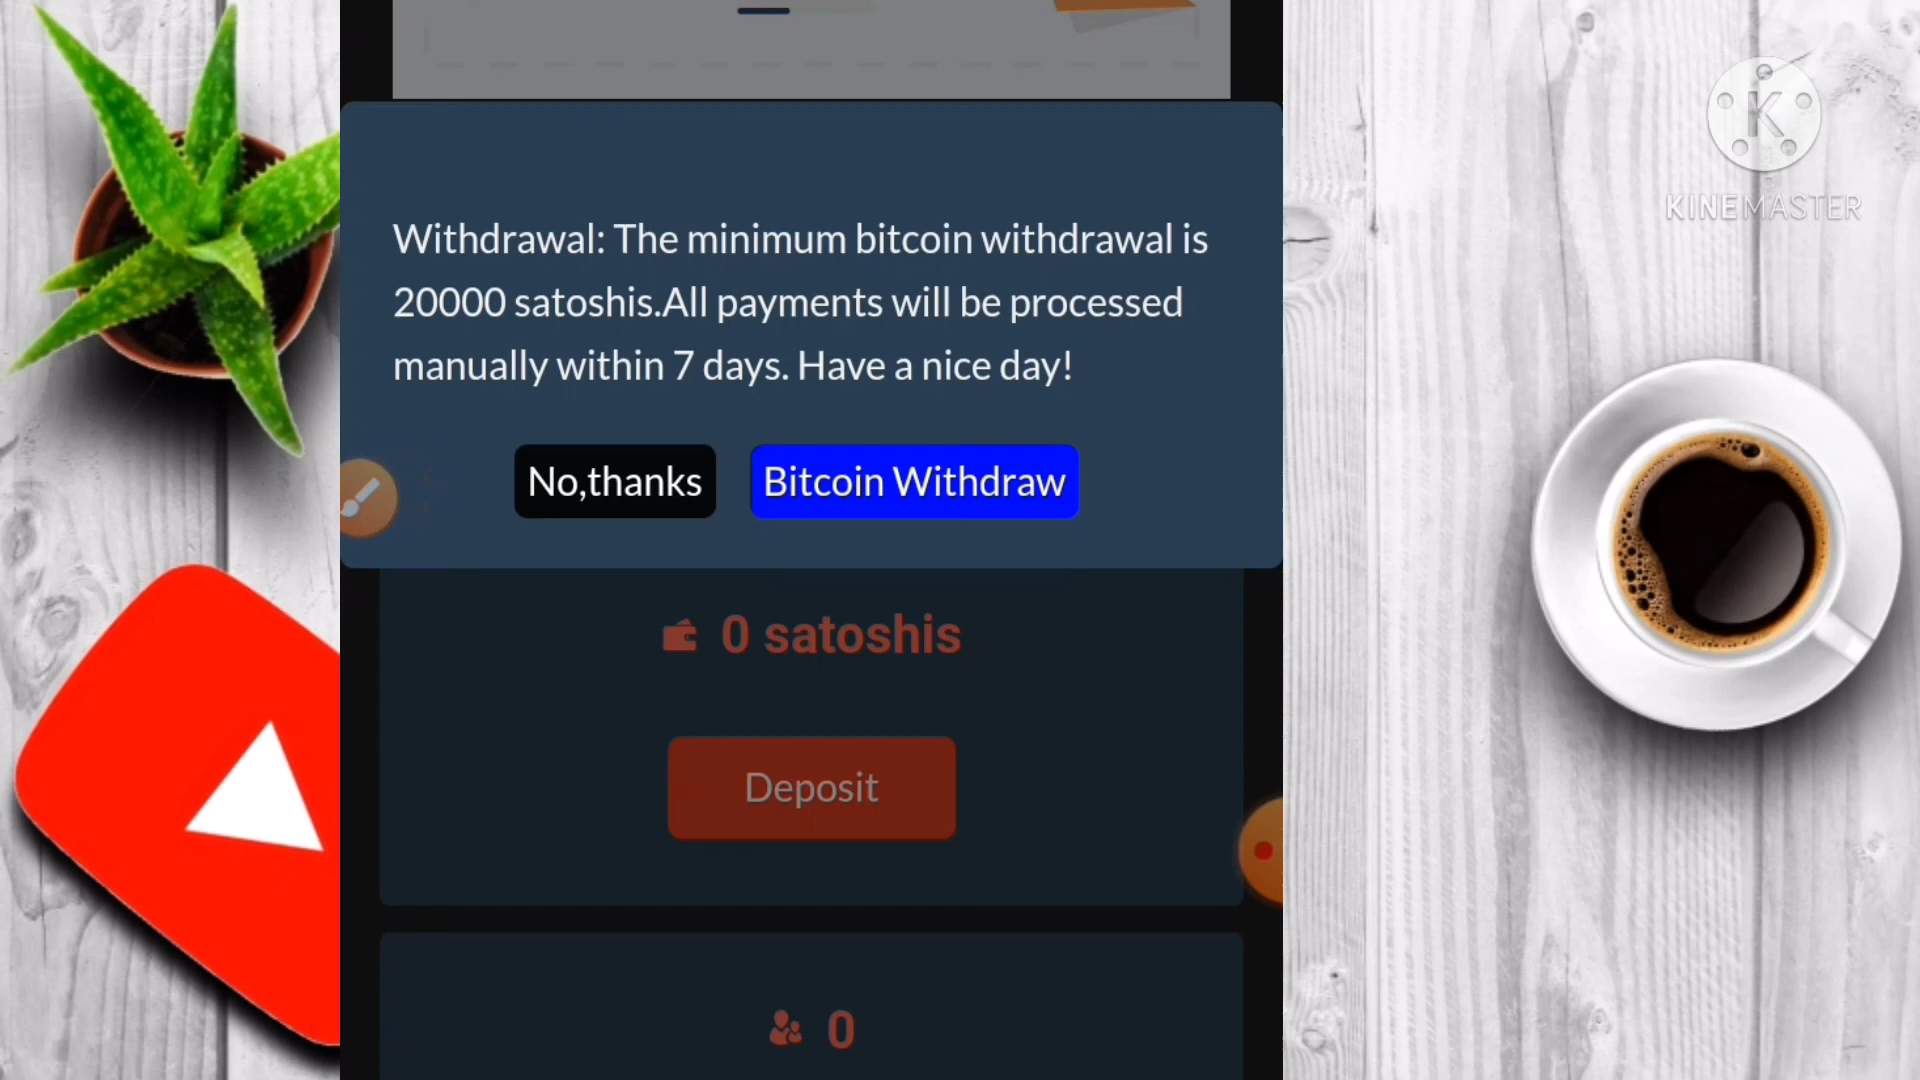 Withdrawal: The minimum bitcoin withdrawal is
20000 satoshis.All payments will be processed
manually within 7 days. Have a nice day!
No,thanks Bitcoin Withdraw
0 satoshis
Deposit
0
K
KINEMASTER